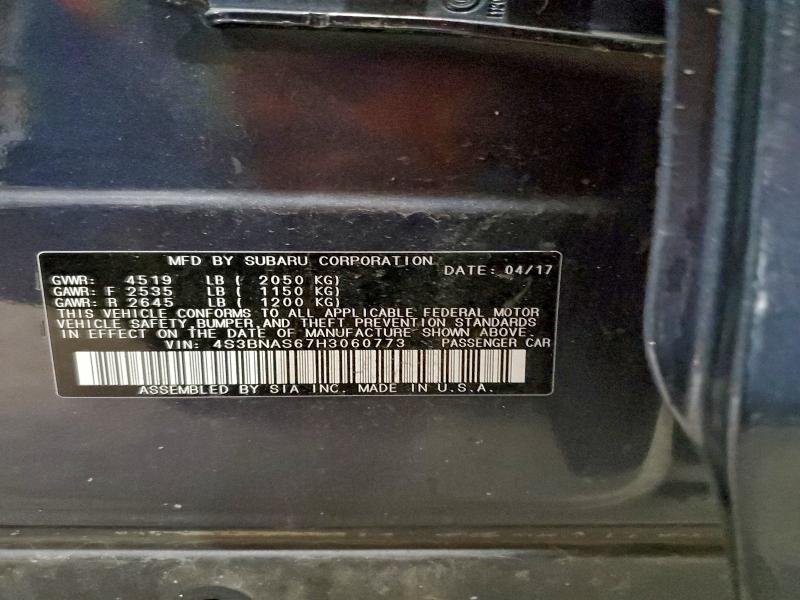 MFD BY SUBARU CORPORATION
DATE: 04/17
GVWR: 4519 LB ( 2050 KG)
GAWR: F 2535 LB ( 1150 KG)
GAWR: R 2645 LB ( 1200 KG)
THIS VEHICLE CONFORMS TO ALL APPLICABLE FEDERAL MOTOR
VEHICLE SAFETY, BUMPER, AND THEFT PREVENTION STANDARDS
IN EFFECT ON THE DATE OF MANUFACTURE SHOWN ABOVE.
VIN: 4S3BNAS67H3060773 PASSENGER CAR
ASSEMBLED BY SIA INC. MADE IN U.S.A.